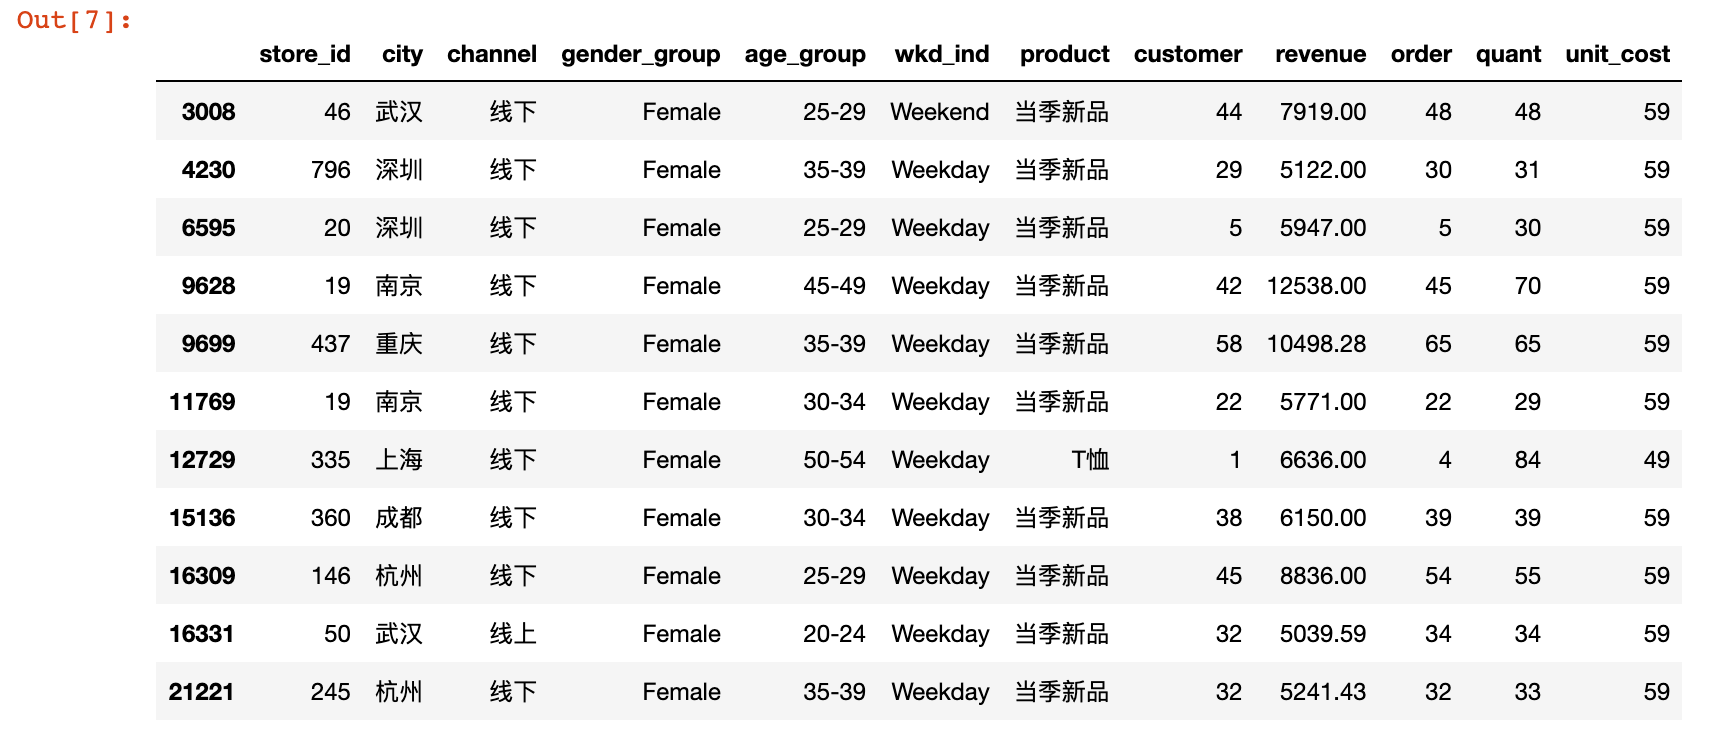 Out[7]:
store_id city channel gender_group age_group wkd_ind product customer revenue order quant unit_cost
3008 46 武汉 线下 Female 25-29 Weekend 当季新品 44 7919.00 48 48 59
4230 796 深圳 线下 Female 35-39 Weekday 当季新品 29 5122.00 30 31 59
6595 20 深圳 线下 Female 25-29 Weekday 当季新品 5 5947.00 5 30 59
9628 19 南京 线下 Female 45-49 Weekday 当季新品 42 12538.00 45 70 59
9699 437 重庆 线下 Female 35-39 Weekday 当季新品 58 10498.28 65 65 59
11769 19 南京 线下 Female 30-34 Weekday 当季新品 22 5771.00 22 29 59
12729 335 上海 线下 Female 50-54 Weekday T恤 1 6636.00 4 84 49
15136 360 成都 线下 Female 30-34 Weekday 当季新品 38 6150.00 39 39 59
16309 146 杭州 线下 Female 25-29 Weekday 当季新品 45 8836.00 54 55 59
16331 50 武汉 线上 Female 20-24 Weekday 当季新品 32 5039.59 34 34 59
21221 245 杭州 线下 Female 35-39 Weekday 当季新品 32 5241.43 32 33 59